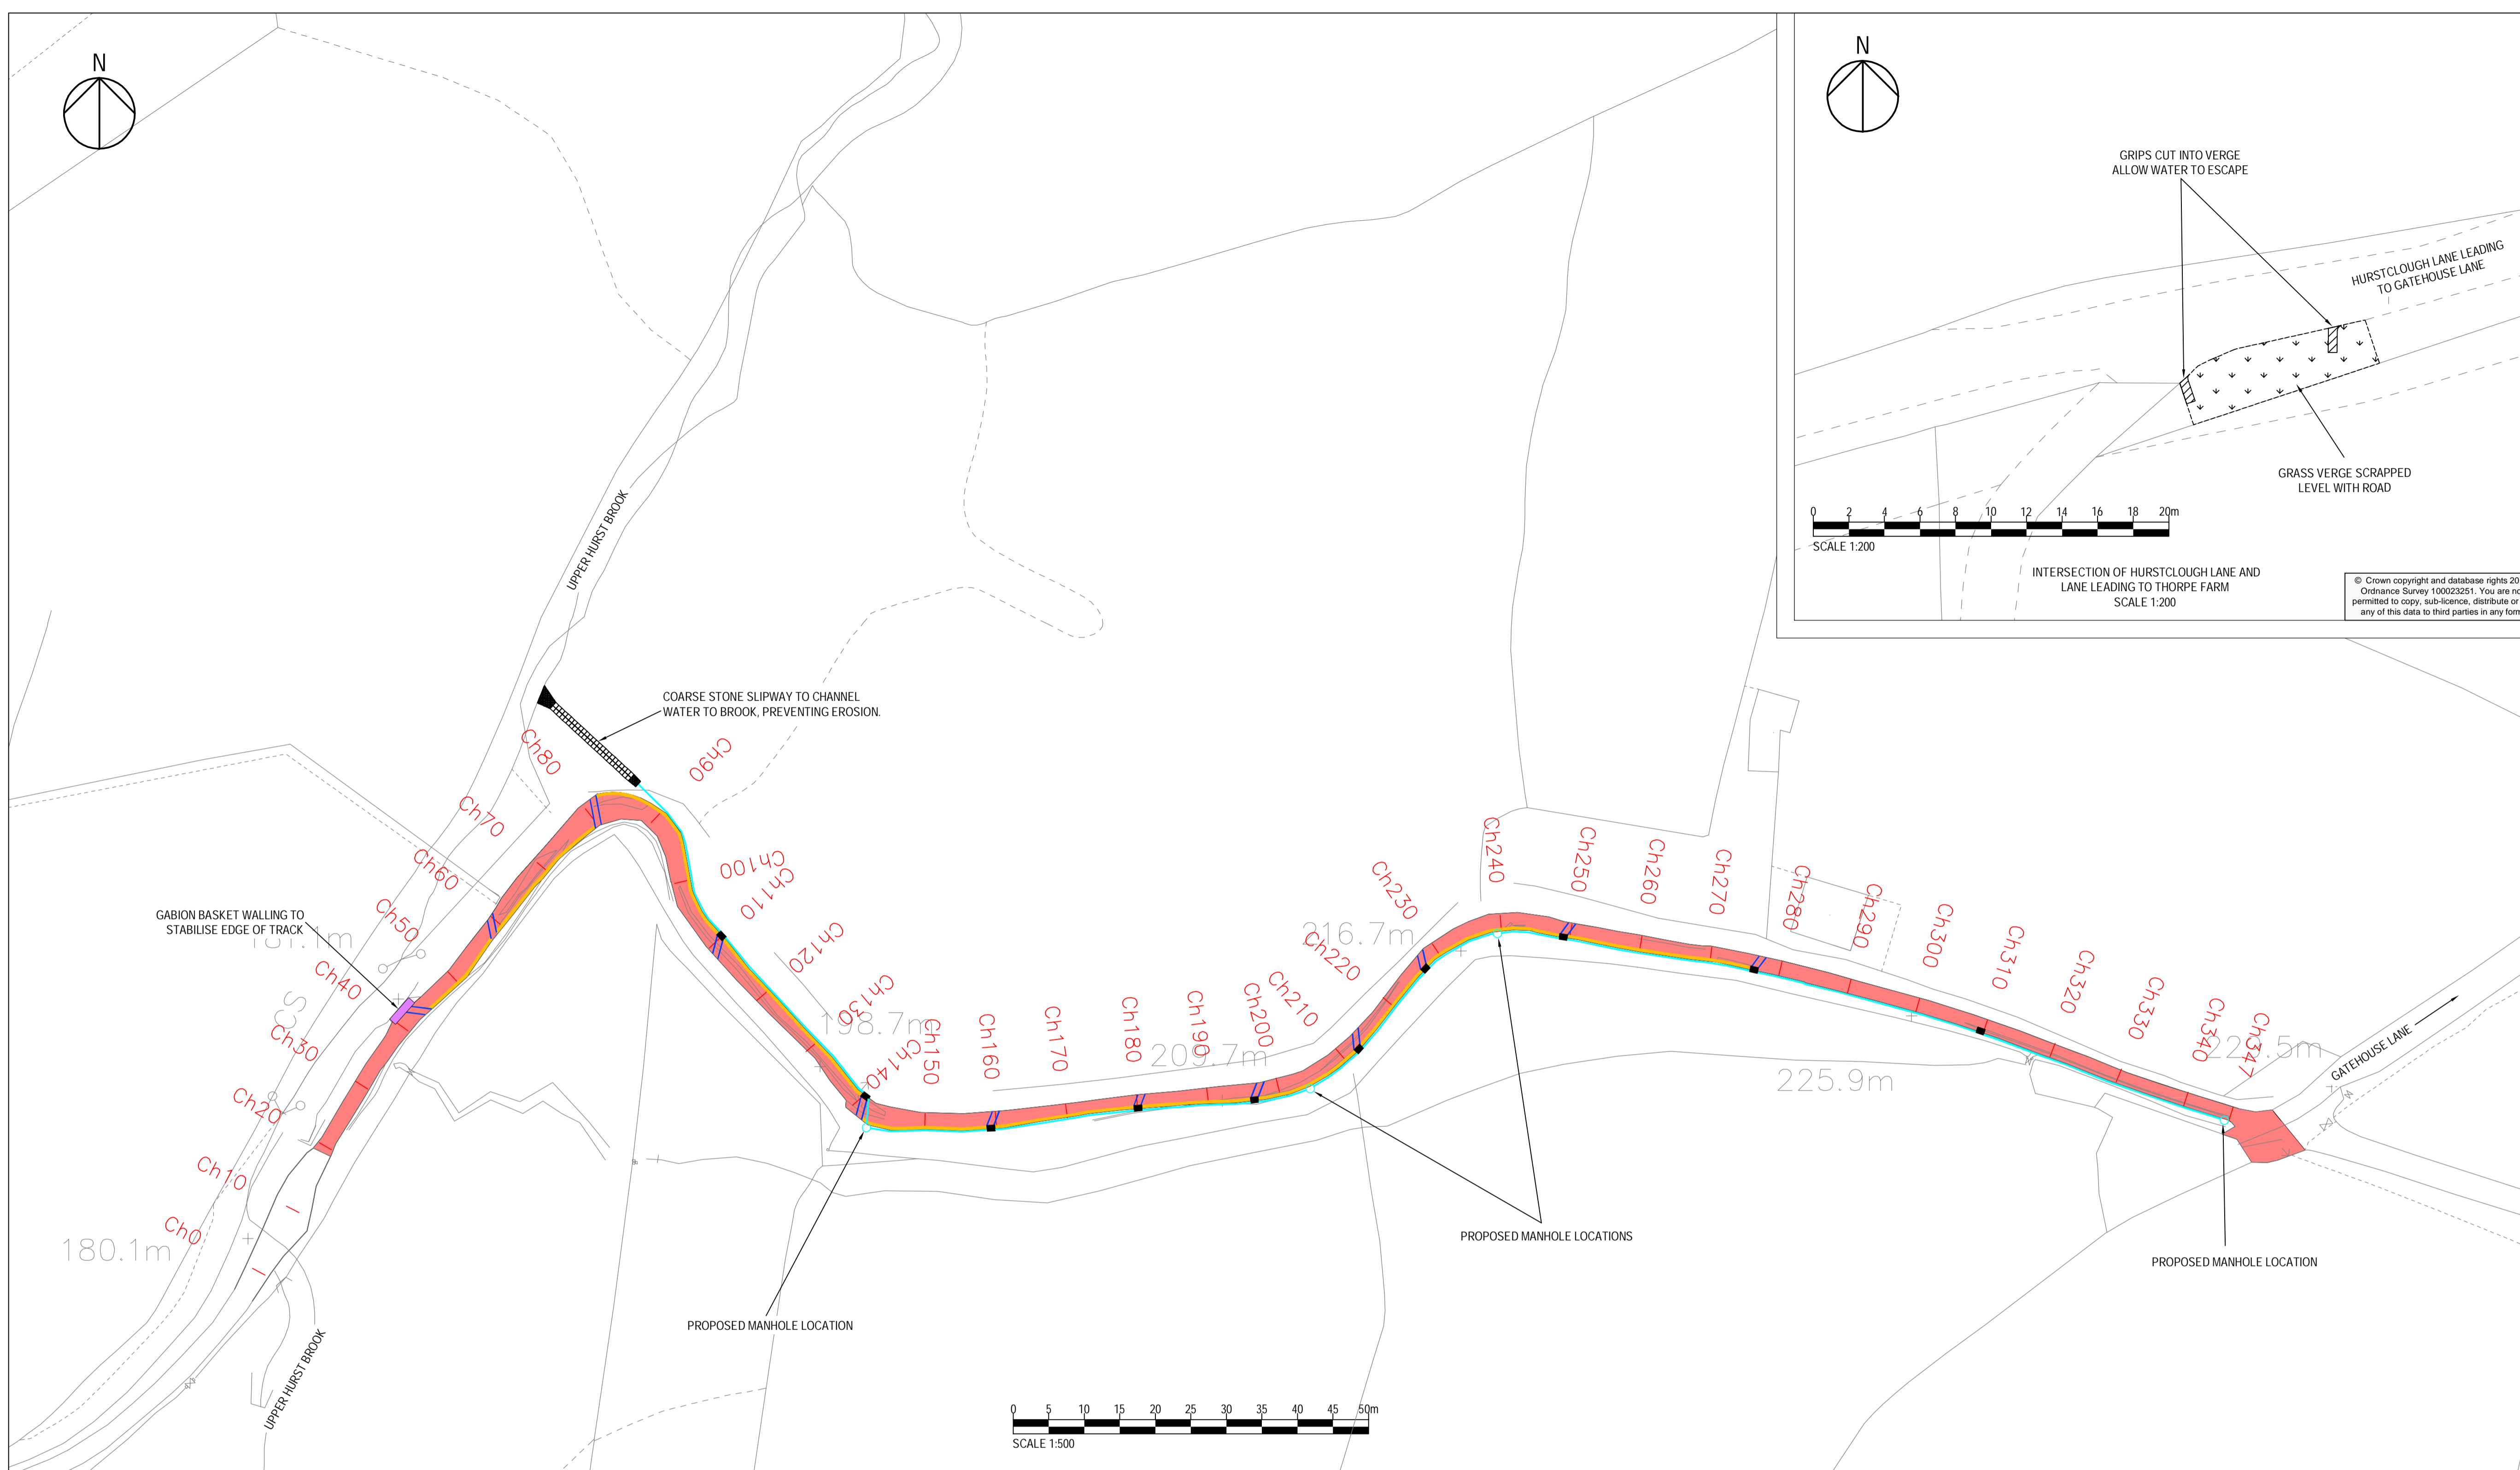 N
N
GRIPS CUT INTO VERGE
ALLOW WATER TO ESCAPE
HURSTCLOUGH LANE LEADING
TO GATEHOUSE LANE
GRASS VERGE SCRAPPED
LEVEL WITH ROAD
0 2 4 6 8 10 12 14 16 18 20m
SCALE 1:200
INTERSECTION OF HURSTCLOUGH LANE AND
LANE LEADING TO THORPE FARM
SCALE 1:200
© Crown copyright and database rights 20
Ordnance Survey 100023251. You are
permitted to copy, sub-licence, distribute or
any of this data to third parties in any
UPPER HURST BROOK
COARSE STONE SLIPWAY TO CHANNEL
WATER TO BROOK, PREVENTING EROSION.
GABION BASKET WALLING TO
STABILISE EDGE OF TRACK
CS
180.1m
198.7m
209.7m
216.7m
225.9m
Ch0
Ch10
Ch20
Ch30
Ch40
Ch50
Ch60
Ch70
Ch80
Ch90
Ch100
Ch110
Ch120
Ch130
Ch140
Ch150
Ch160
Ch170
Ch180
Ch190
Ch200
Ch210
Ch220
Ch230
Ch240
Ch250
Ch260
Ch270
Ch280
Ch290
Ch300
Ch310
Ch320
Ch330
Ch340
Ch347
GATEHOUSE LANE
PROPOSED MANHOLE LOCATIONS
PROPOSED MANHOLE LOCATION
PROPOSED MANHOLE LOCATION
UPPER HURST BROOK
0 5 10 15 20 25 30 35 40 45 50m
SCALE 1:500